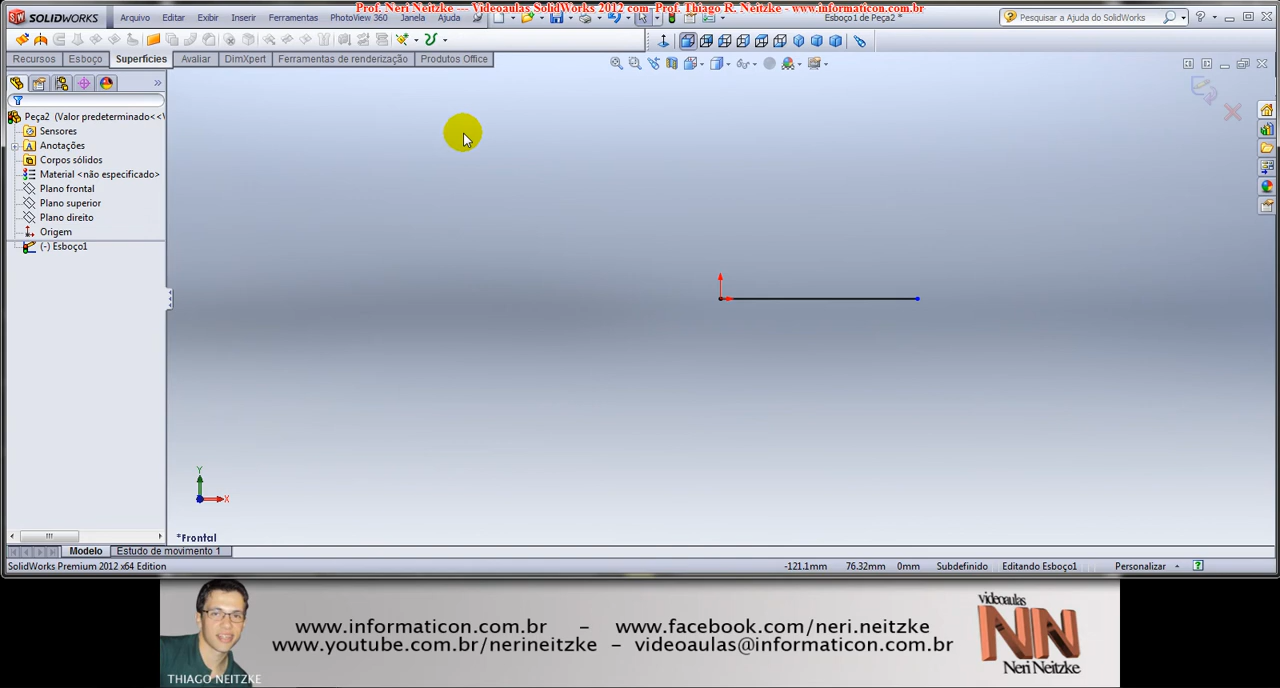 Prof. Neri Neitzke --- Videoaulas SolidWorks 2012 com Prof. Thiago R. Neitzke - www.informaticon.com.br
SOLIDWORKS Arquivo Editar Exibir Inserir Ferramentas PhotoView 360 Janela Ajuda Esboço1 de Peça2 * Pesquisar a Ajuda do SolidWorks
Recursos Esboço Superfícies Avaliar DimXpert Ferramentas de renderização Produtos Office
Peça2 (Valor predeterminado<<
Sensores
Anotações
Corpos sólidos
Material <não especificado>
Plano frontal
Plano superior
Plano direito
Origem
(-) Esboço1
Y
X
*Frontal
Modelo Estudo de movimento 1
SolidWorks Premium 2012 x64 Edition -121.1mm 76.32mm 0mm Subdefinido Editando Esboço1 Personalizar
www.informaticon.com.br - www.facebook.com/neri.neitzke
www.youtube.com.br/nerineitzke - videoaulas@informaticon.com.br
THIAGO NEITZKE
videoaulas
NN
Neri Neitzke